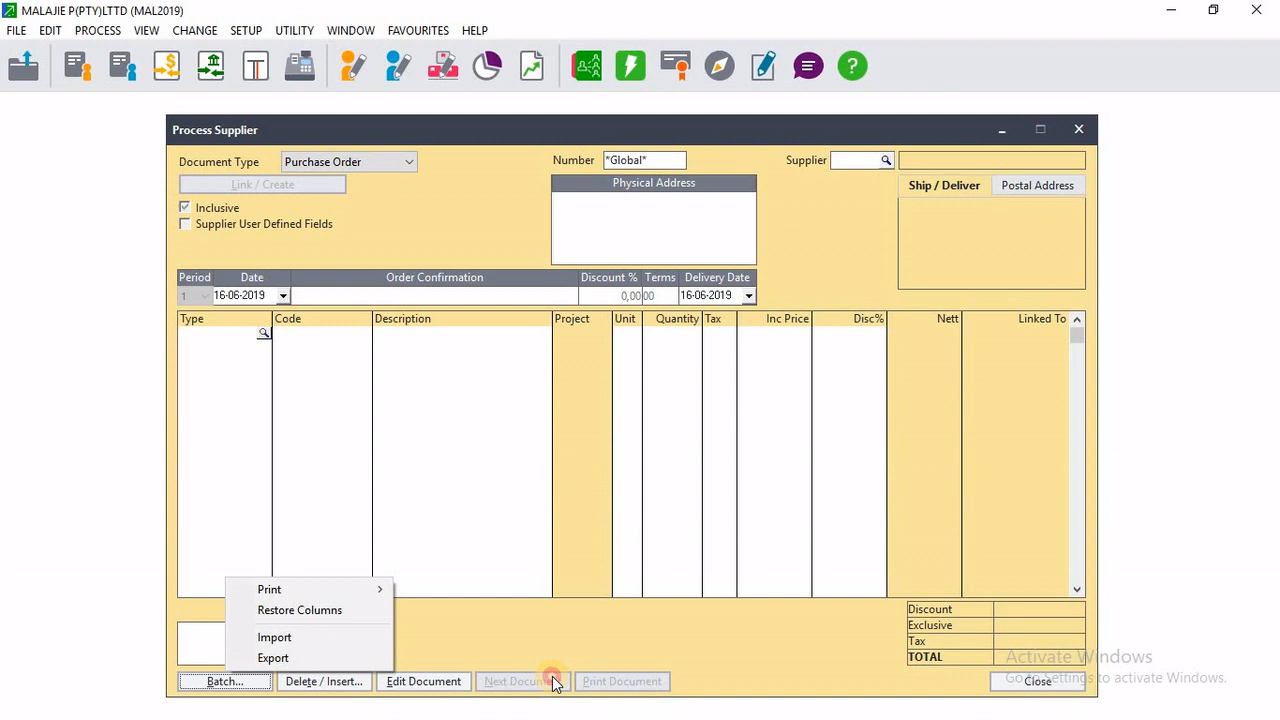 MALAJIE P(PTY)LTTD (MAL2019)
FILE EDIT PROCESS VIEW CHANGE SETUP UTILITY WINDOW FAVOURITES HELP
Process Supplier
Document Type Purchase Order Number *Global* Supplier
Link / Create Physical Address Ship / Deliver Postal Address
Inclusive
Supplier User Defined Fields
Period Date Order Confirmation Discount % Terms Delivery Date
1 16-06-2019 0,00 00 16-06-2019
Type Code Description Project Unit Quantity Tax Inc Price Disc% Nett Linked To
Print
Restore Columns
Import
Export
Discount
Exclusive
Tax
TOTAL
Activate Windows
Go to Settings to activate Windows.
Batch... Delete / Insert... Edit Document Next Docum Print Document Close